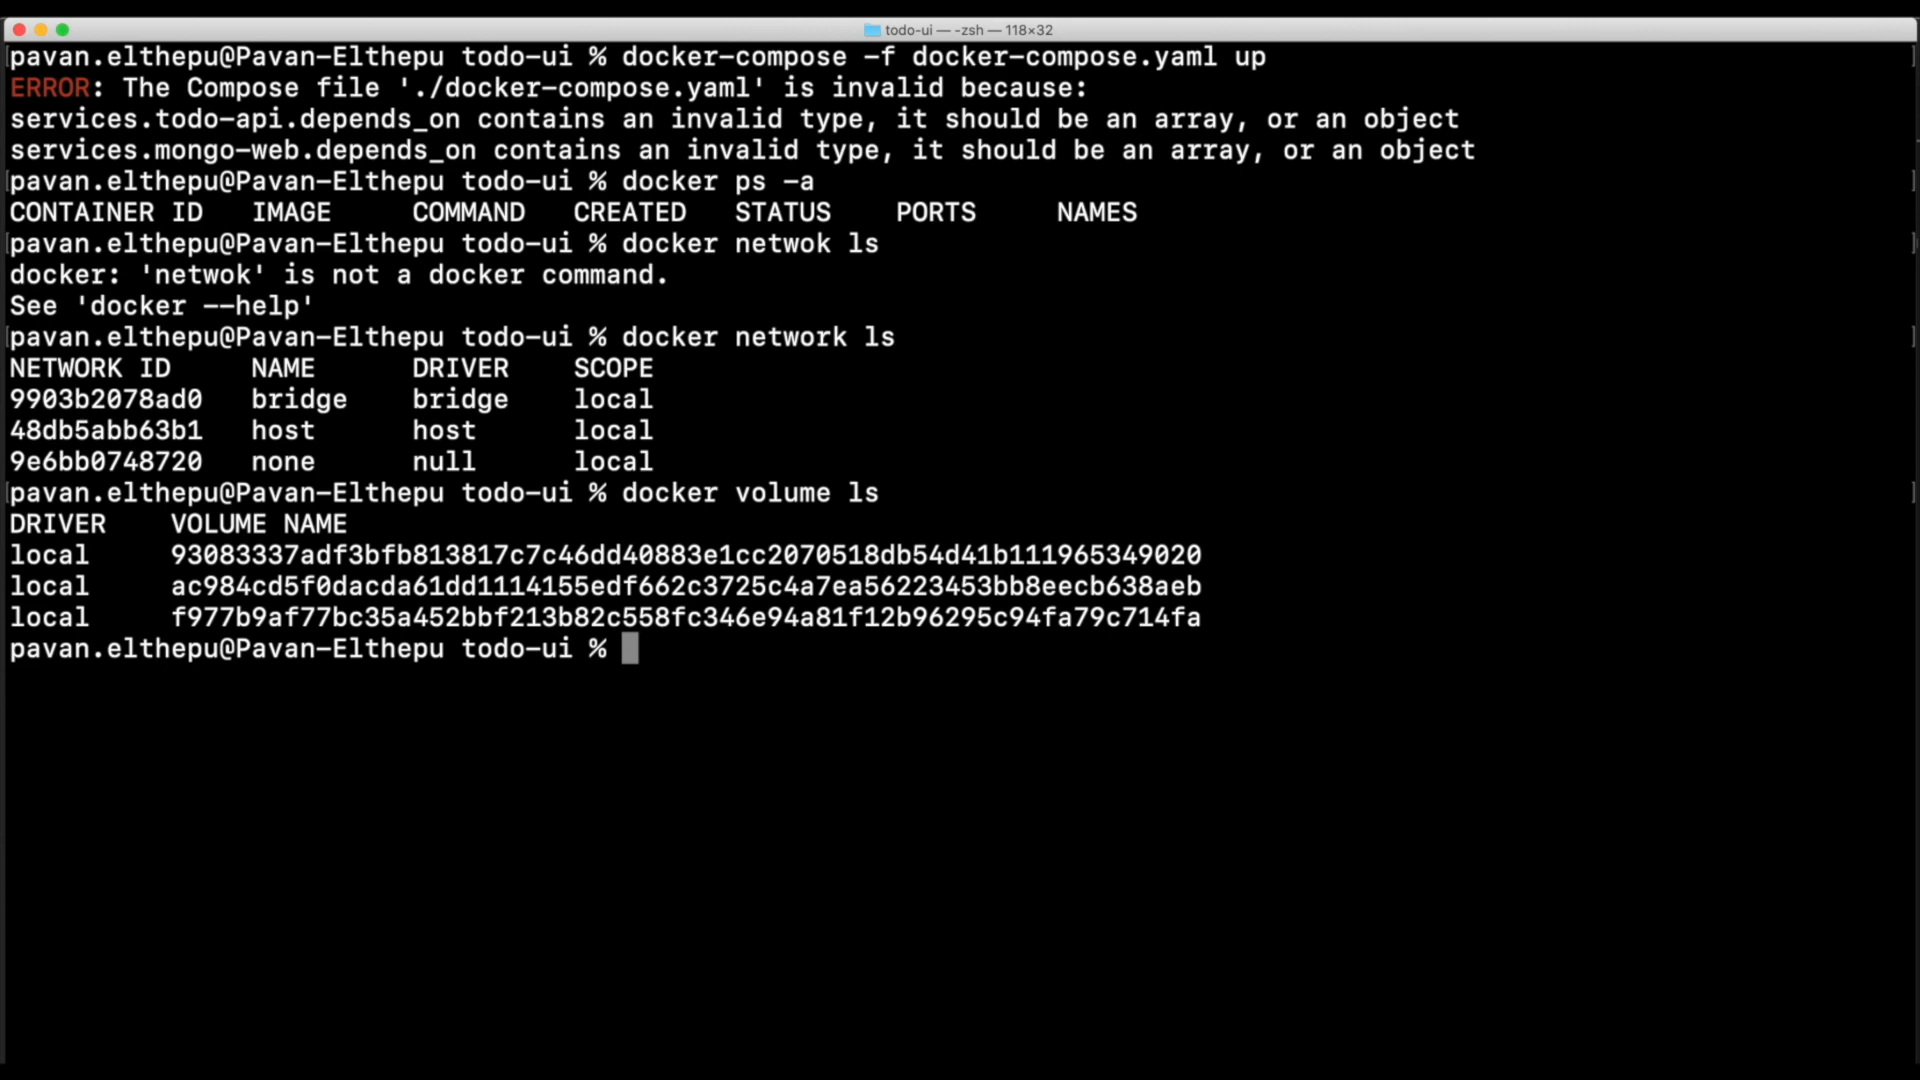 todo-ui — -zsh — 118×32
pavan.elthepu@Pavan-Elthepu todo-ui % docker-compose -f docker-compose.yaml up
ERROR: The Compose file './docker-compose.yaml' is invalid because:
services.todo-api.depends_on contains an invalid type, it should be an array, or an object
services.mongo-web.depends_on contains an invalid type, it should be an array, or an object
pavan.elthepu@Pavan-Elthepu todo-ui % docker ps -a
CONTAINER ID   IMAGE     COMMAND   CREATED   STATUS    PORTS     NAMES
pavan.elthepu@Pavan-Elthepu todo-ui % docker netwok ls
docker: 'netwok' is not a docker command.
See 'docker --help'
pavan.elthepu@Pavan-Elthepu todo-ui % docker network ls
NETWORK ID     NAME      DRIVER    SCOPE
9903b2078ad0   bridge    bridge    local
48db5abb63b1   host      host      local
9e6bb0748720   none      null      local
pavan.elthepu@Pavan-Elthepu todo-ui % docker volume ls
DRIVER    VOLUME NAME
local     93083337adf3bfb813817c7c46dd40883e1cc2070518db54d41b111965349020
local     ac984cd5f0dacda61dd1114155edf662c3725c4a7ea56223453bb8eecb638aeb
local     f977b9af77bc35a452bbf213b82c558fc346e94a81f12b96295c94fa79c714fa
pavan.elthepu@Pavan-Elthepu todo-ui %